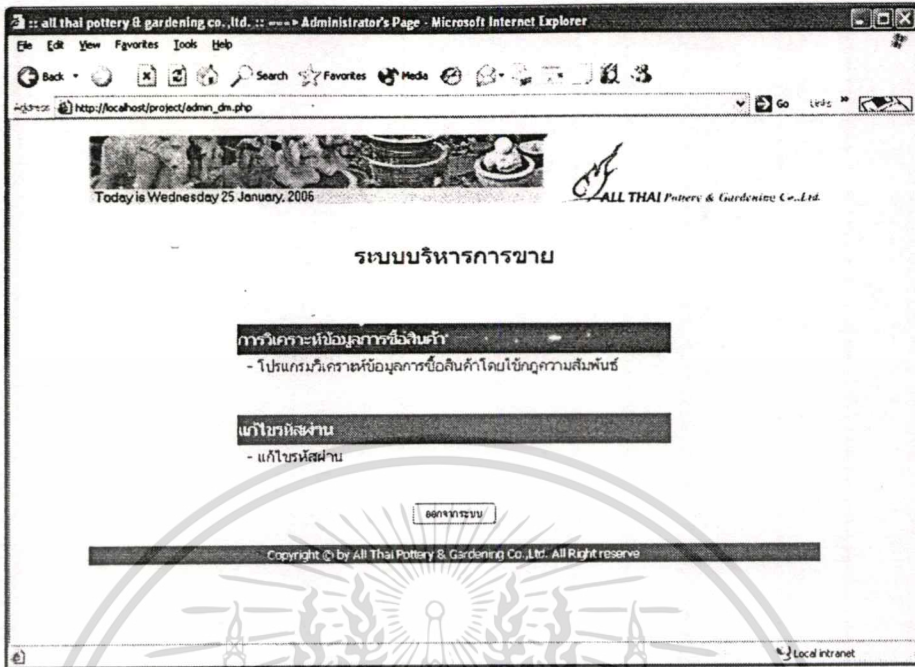 :: all thai pottery & gardening co.,ltd. :: ===> Administrator's Page - Microsoft Internet Explorer
File Edit View Favorites Tools Help
Back Search Favorites Media
Address http://localhost/project/admin_dm.php Go Links »
Today is Wednesday 25 January, 2006
ALL THAI Pottery & Gardening Co.,Ltd.
ระบบบริหารการขาย
การวิเคราะห์ข้อมูลการซื้อสินค้า
- โปรแกรมวิเคราะห์ข้อมูลการซื้อสินค้าโดยใช้กฎความสัมพันธ์
แก้ไขรหัสผ่าน
- แก้ไขรหัสผ่าน
ออกจากระบบ
Copyright © by All Thai Pottery & Gardening Co.,Ltd. All Right reserve
Local intranet